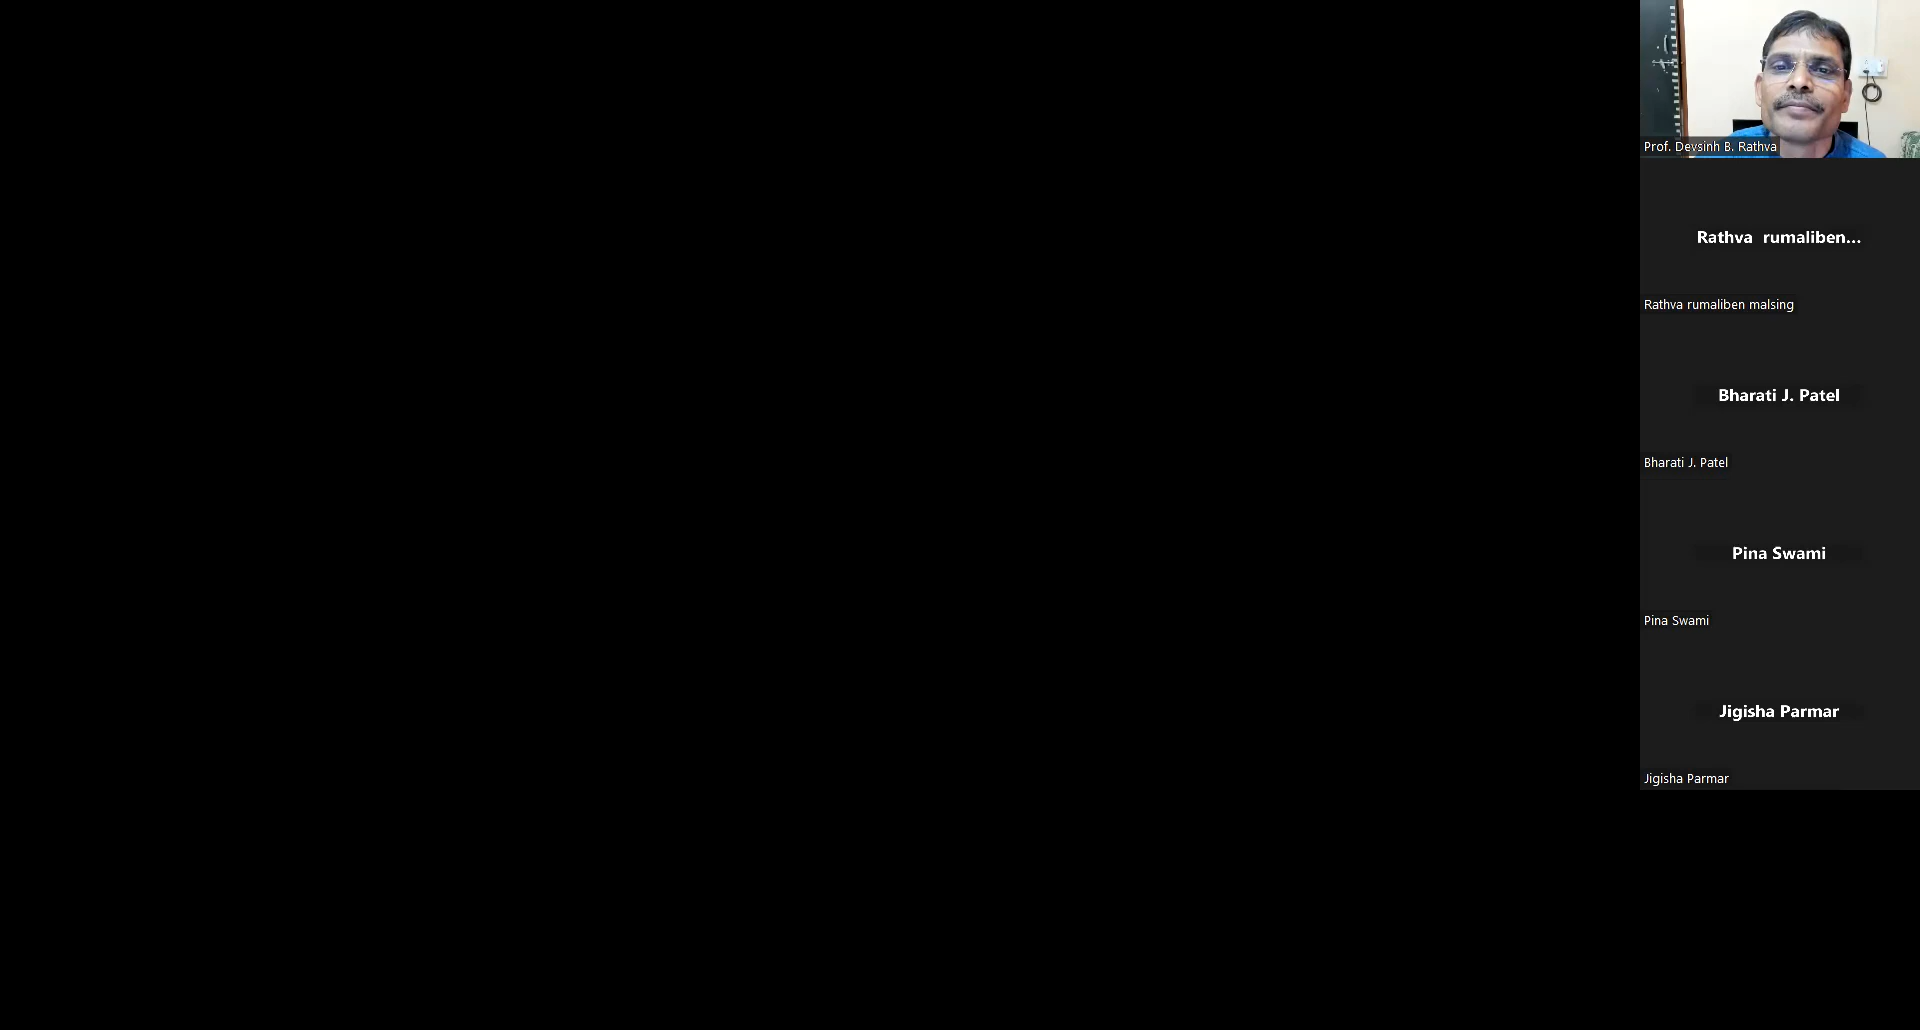 Prof. Devsinh B. Rathva
Rathva rumaliben...
Rathva rumaliben malsing
Bharati J. Patel
Bharati J. Patel
Pina Swami
Pina Swami
Jigisha Parmar
Jigisha Parmar